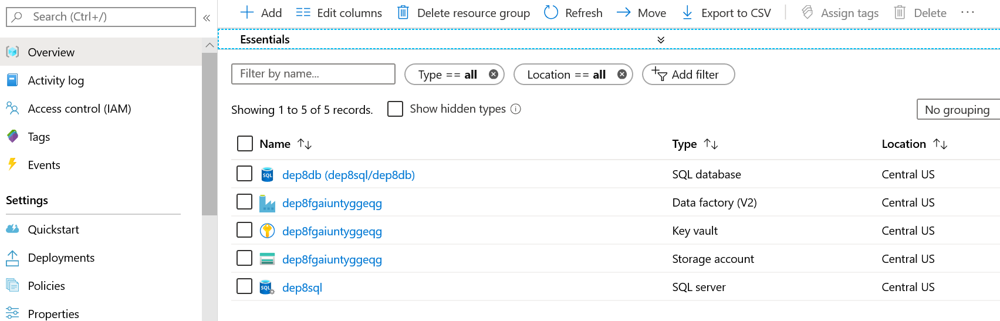 Search (Ctrl+/)
«
Add
Edit columns
Delete resource group
Refresh
Move
Export to CSV
Assign tags
Delete
...
Overview
Activity log
Access control (IAM)
Tags
Events
Settings
Quickstart
Deployments
Policies
Properties
Essentials
Filter by name...
Type == all
Location == all
Add filter
Showing 1 to 5 of 5 records.
Show hidden types
No grouping
Name Type Location
dep8db (dep8sql/dep8db) SQL database Central US
dep8fgaiuntyggeqg Data factory (V2) Central US
dep8fgaiuntyggeqg Key vault Central US
dep8fgaiuntyggeqg Storage account Central US
dep8sql SQL server Central US